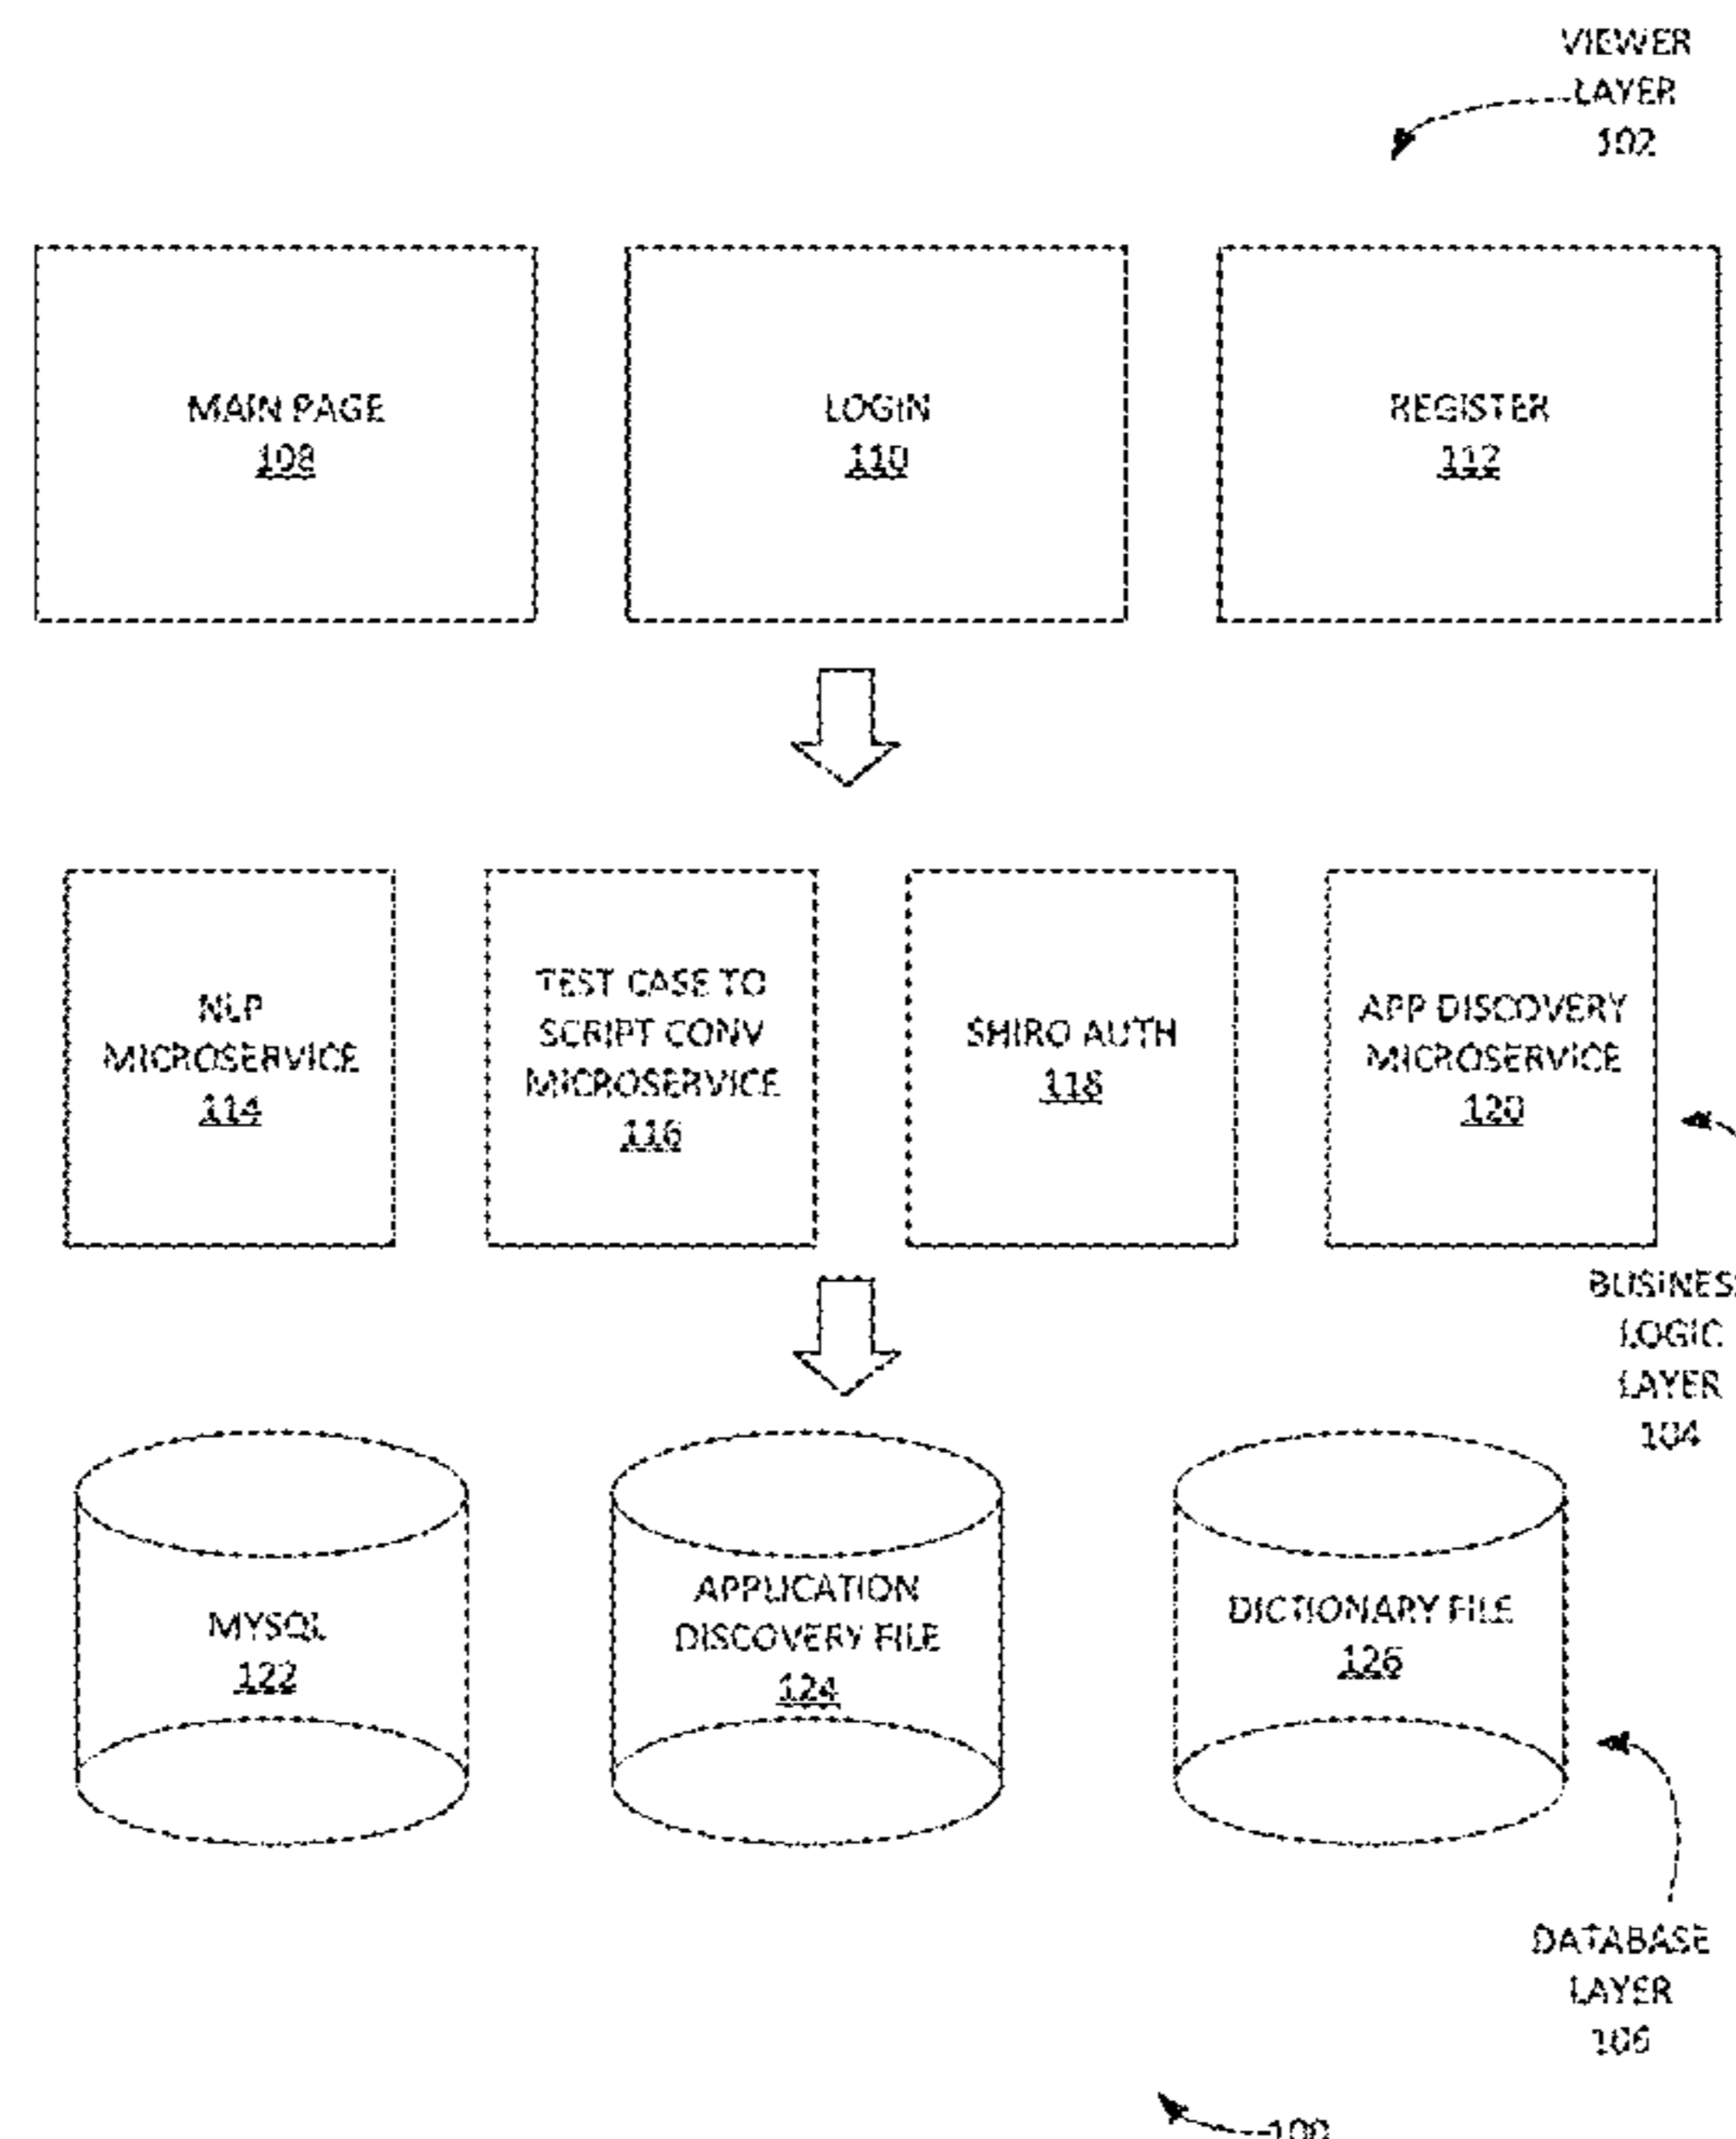 VIEWER
LAYER
102
MAIN PAGE
108
LOGIN
110
REGISTER
112
NLP
MICROSERVICE
114
TEST CASE TO
SCRIPT CONV
MICROSERVICE
116
SHIRO AUTH
118
APP DISCOVERY
MICROSERVICE
120
BUSINES
LOGIC
LAYER
104
MYSQL
122
APPLICATION
DISCOVERY FILE
124
DICTIONARY FILE
126
DATABASE
LAYER
106
100